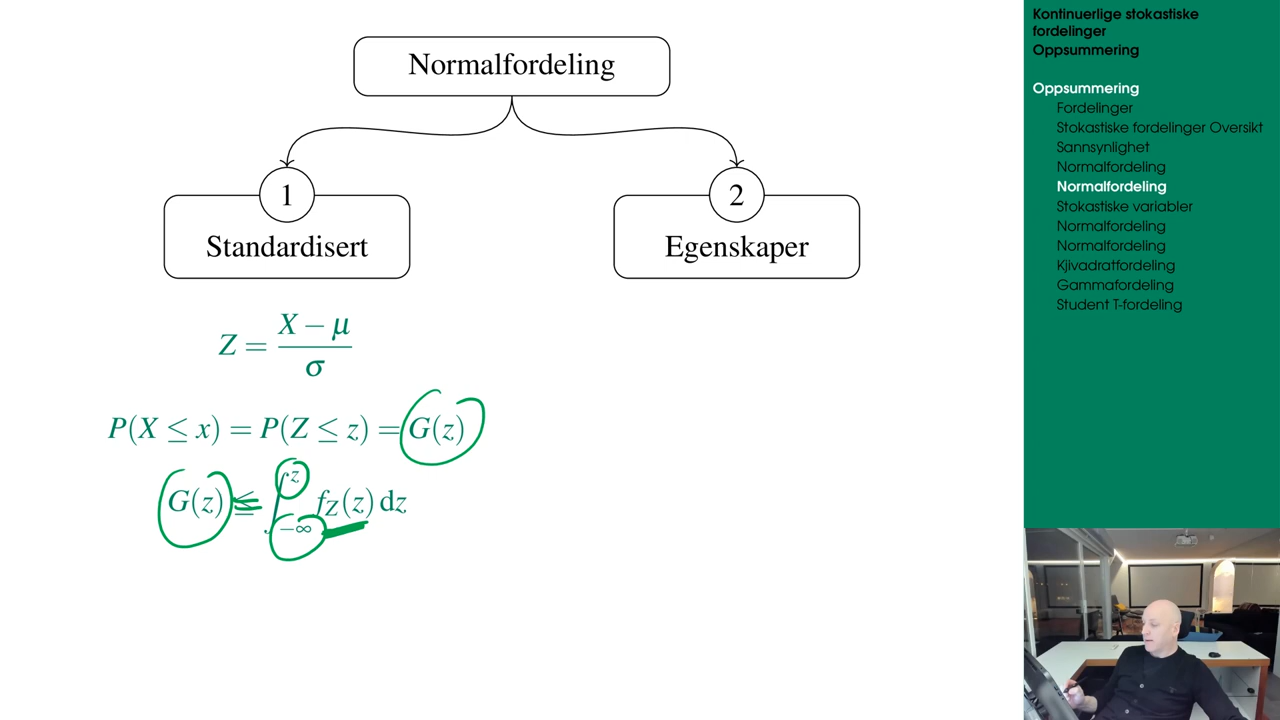 Normalfordeling
1
Standardisert
2
Egenskaper
Z = \frac{X − μ}{σ}
P(X ≤ x) = P(Z ≤ z) = G(z)
G(z) ≤ ∫_{−∞}^{z} f_Z(z) dz
Kontinuerlige stokastiske
fordelinger
Oppsummering
Oppsummering
Fordelinger
Stokastiske fordelinger Oversikt
Sannsynlighet
Normalfordeling
Normalfordeling
Stokastiske variabler
Normalfordeling
Normalfordeling
Kjivadratfordeling
Gammafordeling
Student T-fordeling